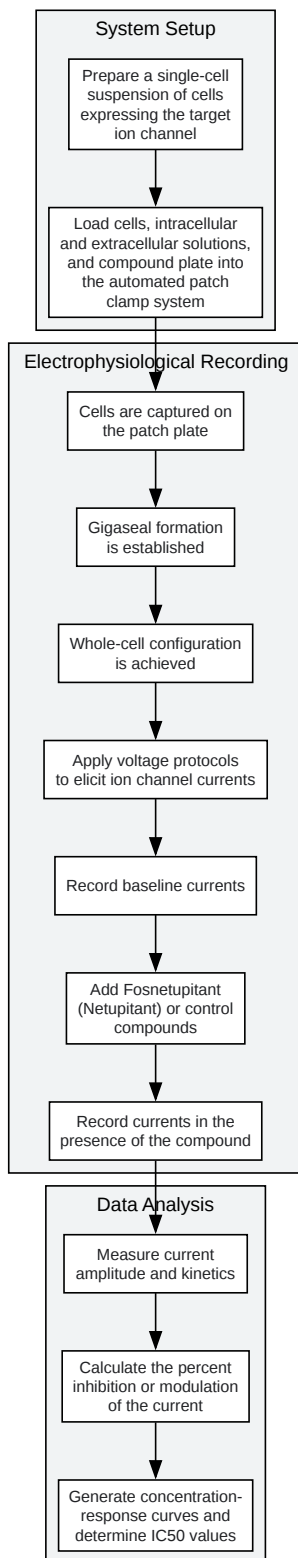 System Setup
Prepare a single-cell
suspension of cells
expressing the target
ion channel
Load cells, intracellular
and extracellular solutions,
and compound plate into
the automated patch
clamp system
Electrophysiological Recording
Cells are captured on
the patch plate
Gigaseal formation
is established
Whole-cell configuration
is achieved
Apply voltage protocols
to elicit ion channel currents
Record baseline currents
Add Fosnetupitant
(Netupitant) or control
compounds
Record currents in the
presence of the compound
Data Analysis
Measure current
amplitude and kinetics
Calculate the percent
inhibition or modulation
of the current
Generate concentration-
response curves and
determine IC50 values